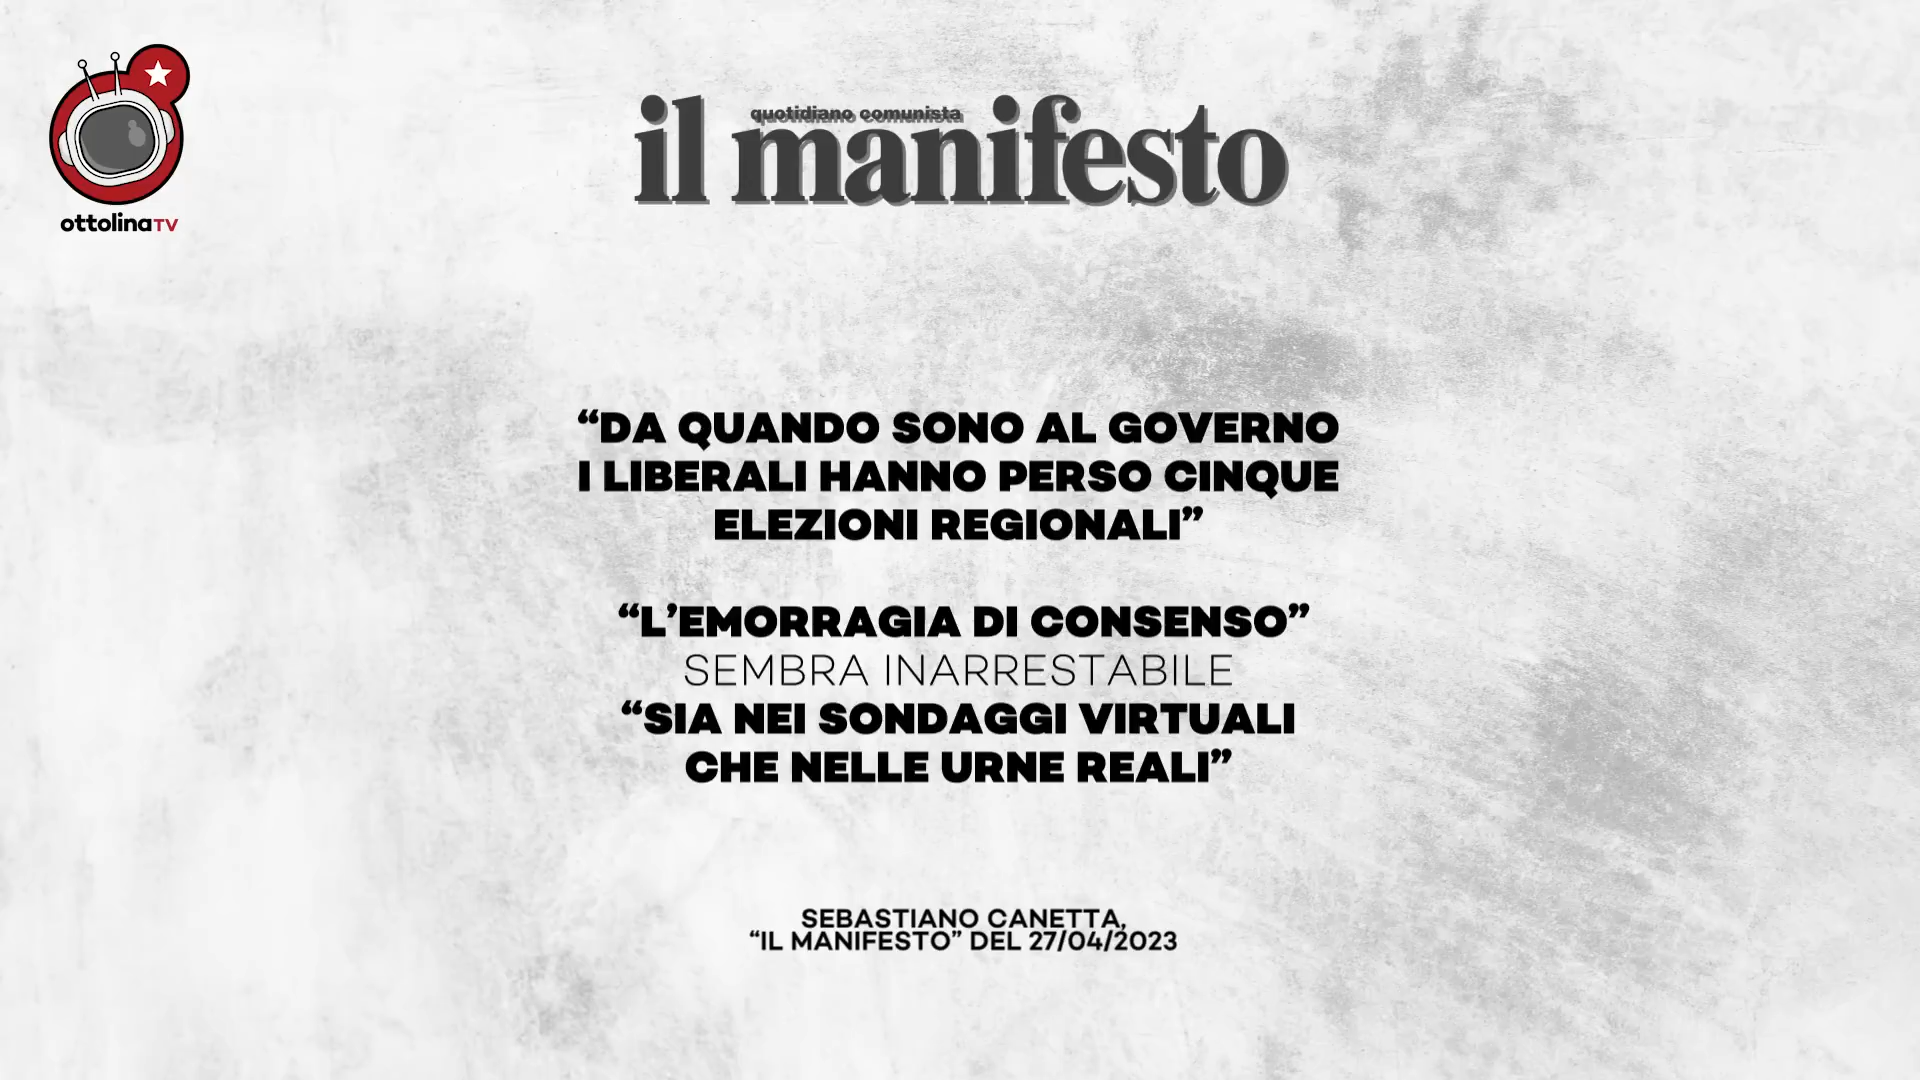 ottolinaTV
quotidiano comunista
il manifesto
“DA QUANDO SONO AL GOVERNO
I LIBERALI HANNO PERSO CINQUE
ELEZIONI REGIONALI”
“L’EMORRAGIA DI CONSENSO”
SEMBRA INARRESTABILE
“SIA NEI SONDAGGI VIRTUALI
CHE NELLE URNE REALI”
SEBASTIANO CANETTA,
“IL MANIFESTO” DEL 27/04/2023